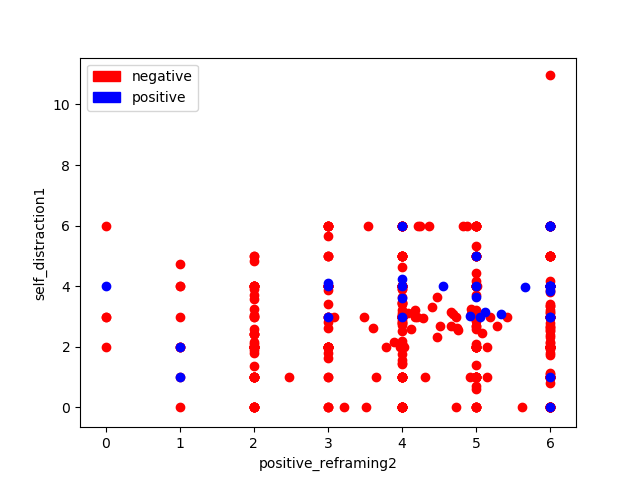 negative
positive
10
8
6
4
2
0
self_distraction1
0 1 2 3 4 5 6
positive_reframing2